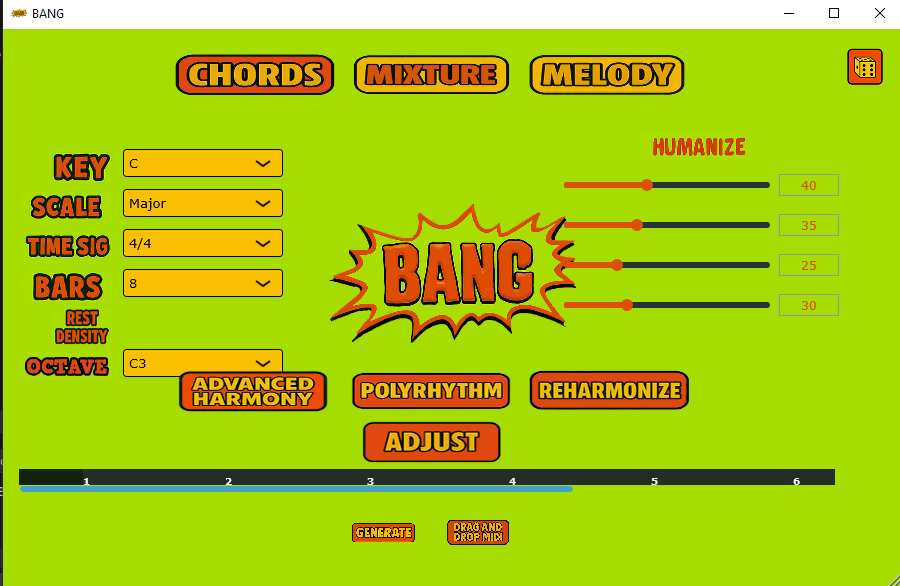 BANG
CHORDS
MIXTURE
MELODY
HUMANIZE
KEY
C
SCALE
Major
TIME SIG
4/4
BARS
8
REST
DENSITY
OCTAVE
C3
40
35
25
30
BANG
ADVANCED
HARMONY
POLYRHYTHM
REHARMONIZE
ADJUST
1 2 3 4 5 6
GENERATE
DRAG AND
DROP MIDI